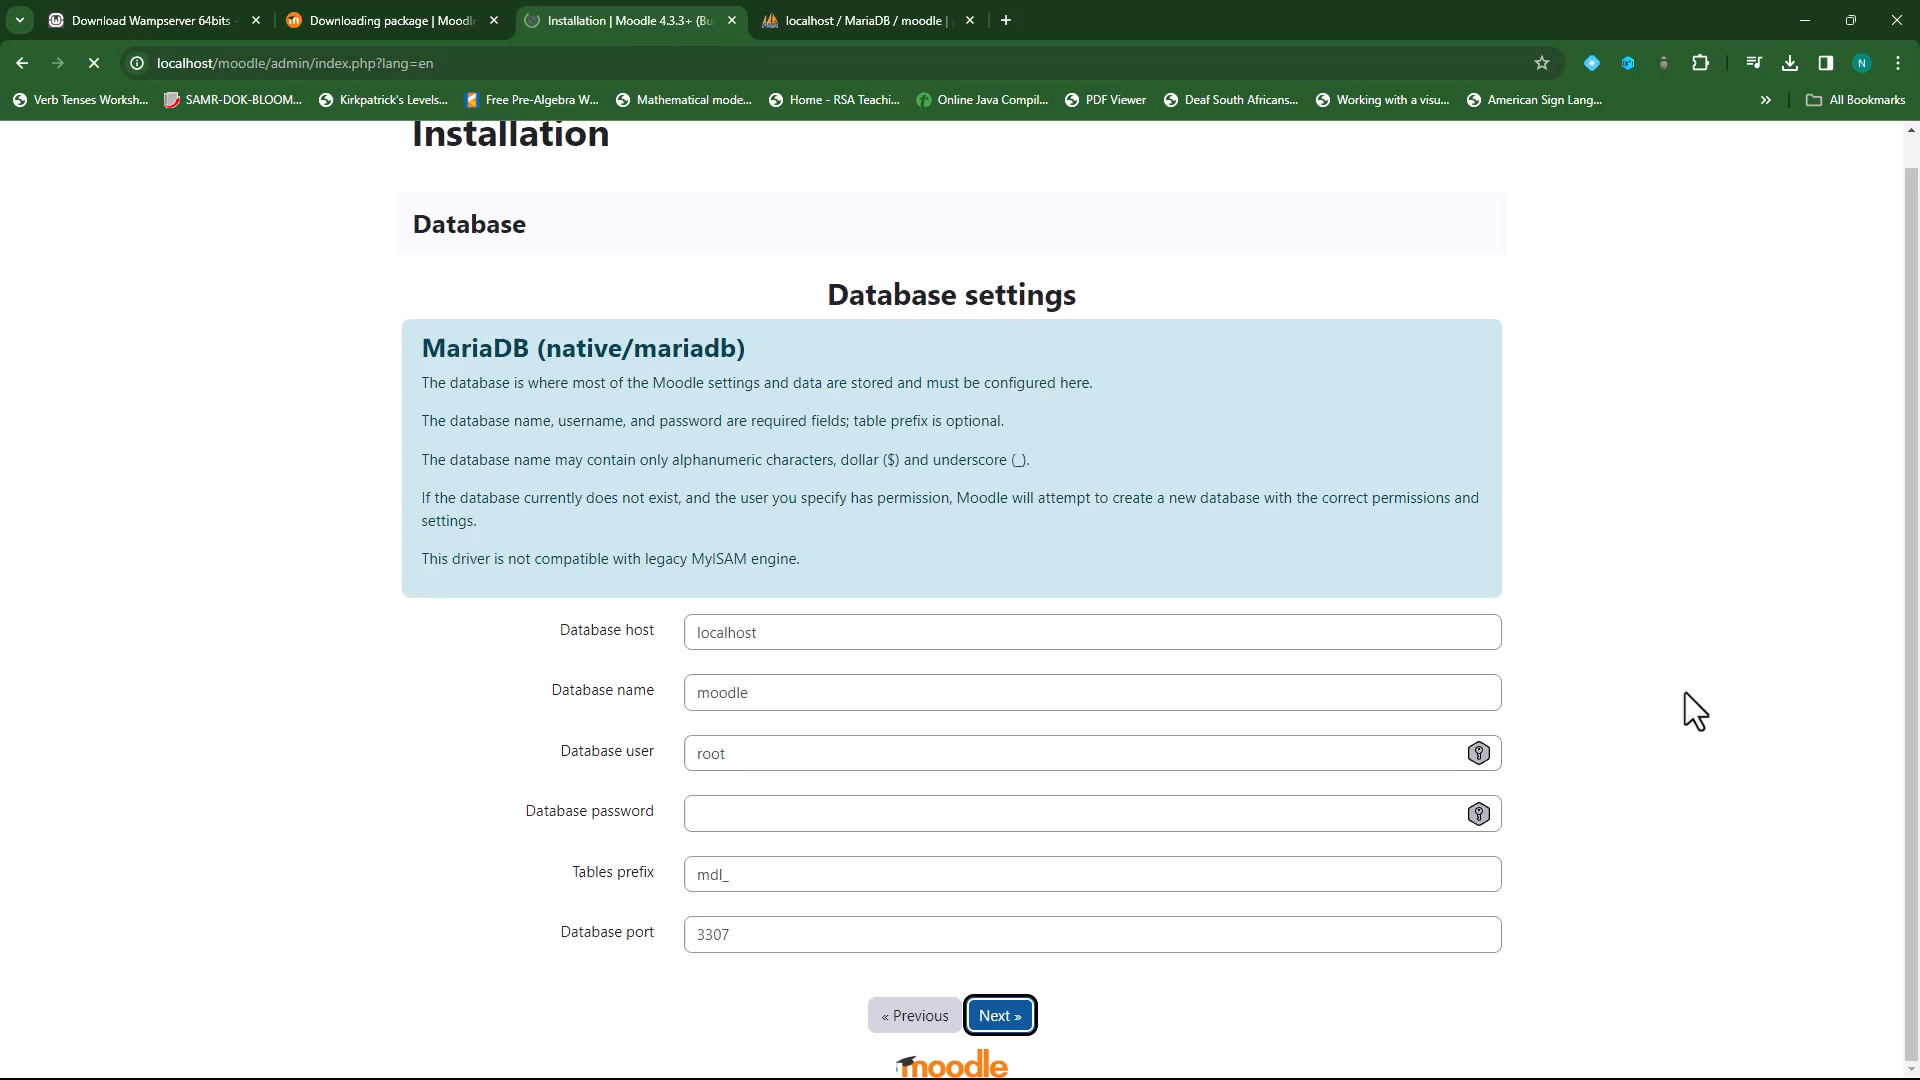 Download Wampserver 64bits
Downloading package | Moodle
Installation | Moodle 4.3.3+ (Bu
localhost / MariaDB / moodle |
localhost/moodle/admin/index.php?lang=en
N
Verb Tenses Worksh...
SAMR-DOK-BLOOM...
Kirkpatrick's Levels...
Free Pre-Algebra W...
Mathematical mode...
Home - RSA Teachi...
Online Java Compil...
PDF Viewer
Deaf South Africans...
Working with a visu...
American Sign Lang...
»
All Bookmarks
Installation
Database
Database settings
MariaDB (native/mariadb)
The database is where most of the Moodle settings and data are stored and must be configured here.
The database name, username, and password are required fields; table prefix is optional.
The database name may contain only alphanumeric characters, dollar ($) and underscore (_).
If the database currently does not exist, and the user you specify has permission, Moodle will attempt to create a new database with the correct permissions and
settings.
This driver is not compatible with legacy MyISAM engine.
Database host
localhost
Database name
moodle
Database user
root
Database password
Tables prefix
mdl_
Database port
3307
« Previous
Next »
moodle